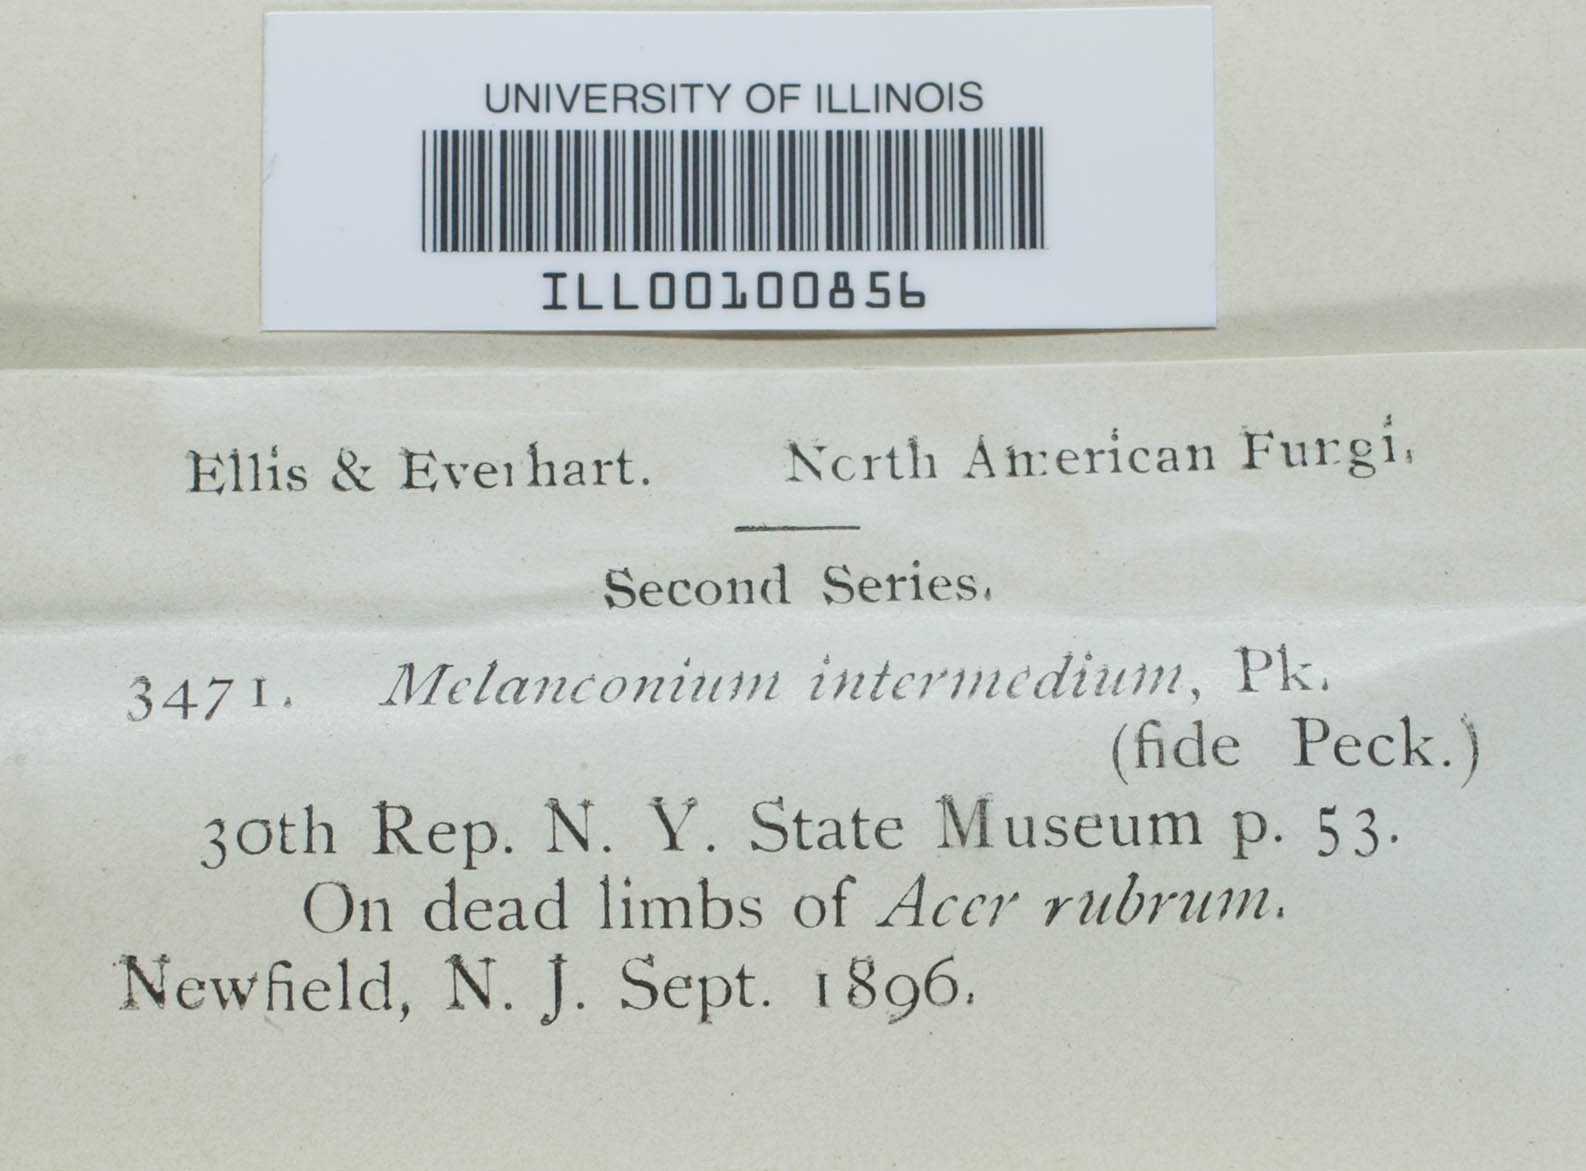 UNIVERSITY OF ILLINOIS
ILL00100856
Ellis & Everhart. North American Fungi.
Second Series.
3471. Melanconium intermedium, Pk.
(fide Peck.)
30th Rep. N. Y. State Museum p. 53.
On dead limbs of Acer rubrum.
Newfield, N. J. Sept. 1896.